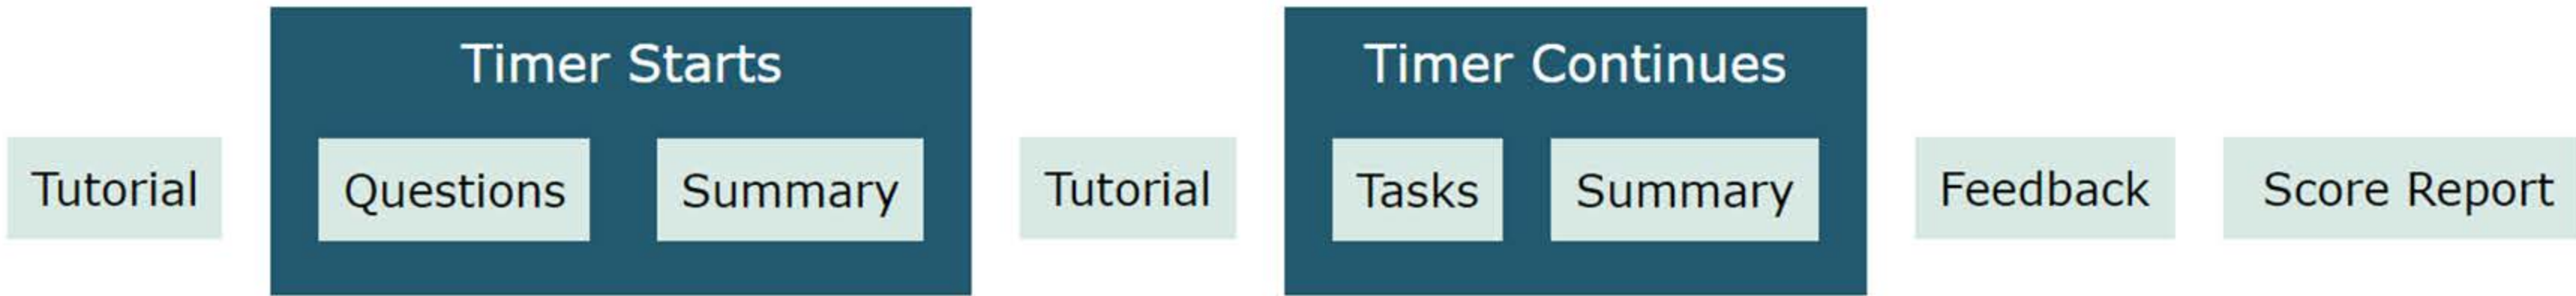 Tutorial
Timer Starts
Questions
Summary
Tutorial
Timer Continues
Tasks
Summary
Feedback
Score Report